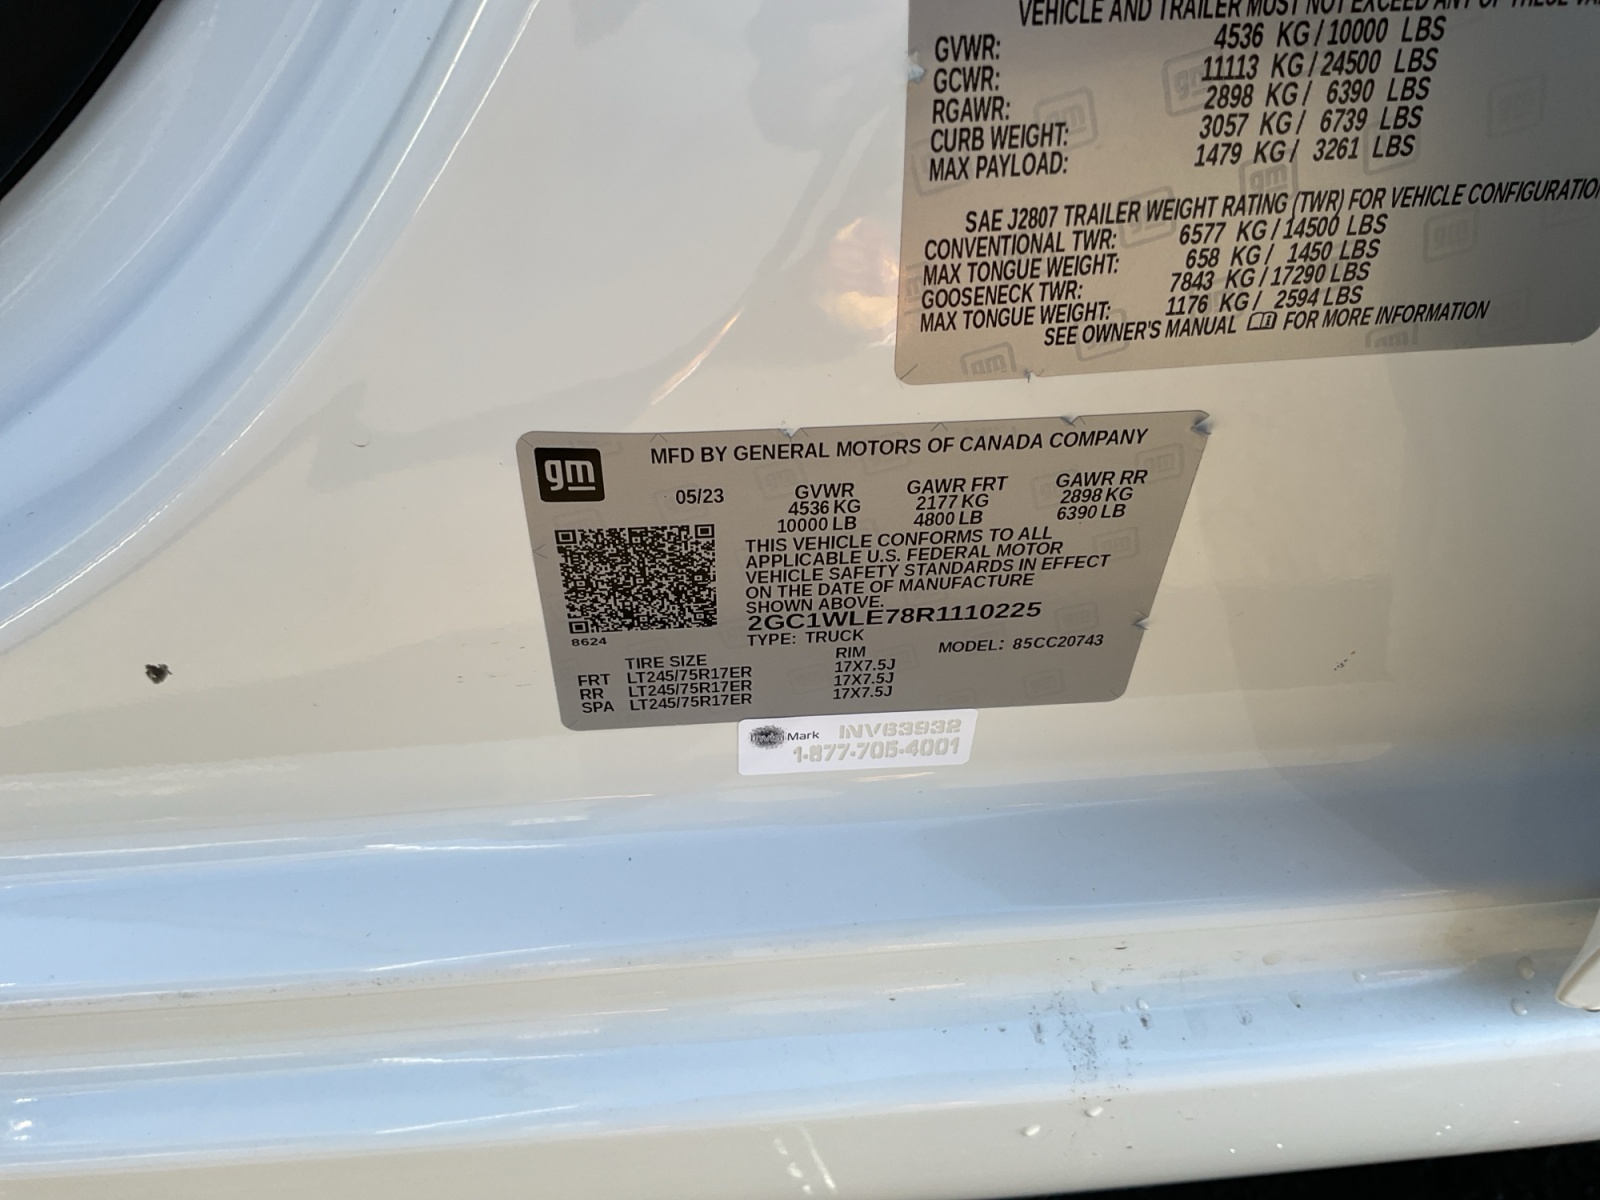 VEHICLE AND TRAILER MUST NOT EXCEED ANY OF THESE
GVWR: 4536 KG / 10000 LBS
GCWR: 11113 KG / 24500 LBS
RGAWR: 2898 KG / 6390 LBS
CURB WEIGHT: 3057 KG / 6739 LBS
MAX PAYLOAD: 1479 KG / 3261 LBS
SAE J2807 TRAILER WEIGHT RATING (TWR) FOR VEHICLE CONFIGURATIO
CONVENTIONAL TWR: 6577 KG / 14500 LBS
MAX TONGUE WEIGHT: 658 KG / 1450 LBS
GOOSENECK TWR: 7843 KG / 17290 LBS
MAX TONGUE WEIGHT: 1176 KG / 2594 LBS
SEE OWNER'S MANUAL FOR MORE INFORMATION
gm
MFD BY GENERAL MOTORS OF CANADA COMPANY
05/23 GVWR GAWR FRT GAWR RR
4536 KG 2177 KG 2898 KG
10000 LB 4800 LB 6390 LB
THIS VEHICLE CONFORMS TO ALL
APPLICABLE U.S. FEDERAL MOTOR
VEHICLE SAFETY STANDARDS IN EFFECT
ON THE DATE OF MANUFACTURE
SHOWN ABOVE.
2GC1WLE78R1110225
8624
TYPE: TRUCK MODEL: 85CC20743
TIRE SIZE RIM
FRT LT245/75R17ER 17X7.5J
RR LT245/75R17ER 17X7.5J
SPA LT245/75R17ER 17X7.5J
Mark INV63932
1-877-705-4001